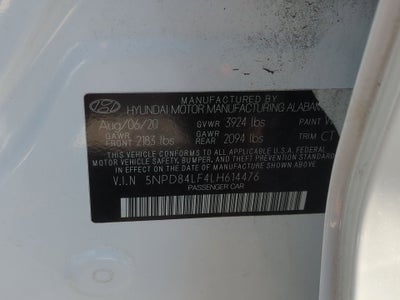 MANUFACTURED BY
HYUNDAI MOTOR MANUFACTURING ALABAMA
Aug/06/20 GVWR 3924 lbs PAINT
GAWR FRONT 2183 lbs GAWR REAR 2094 lbs TRIM CT
THIS VEHICLE CONFORMS TO ALL APPLICABLE U.S. FEDERAL
MOTOR VEHICLE SAFETY, BUMPER, AND THEFT PREVENTION
STANDARDS IN EFFECT ON THE DATE OF MANUFACTURE
V.I.N 5NPD84LF4LH614476
PASSENGER CAR